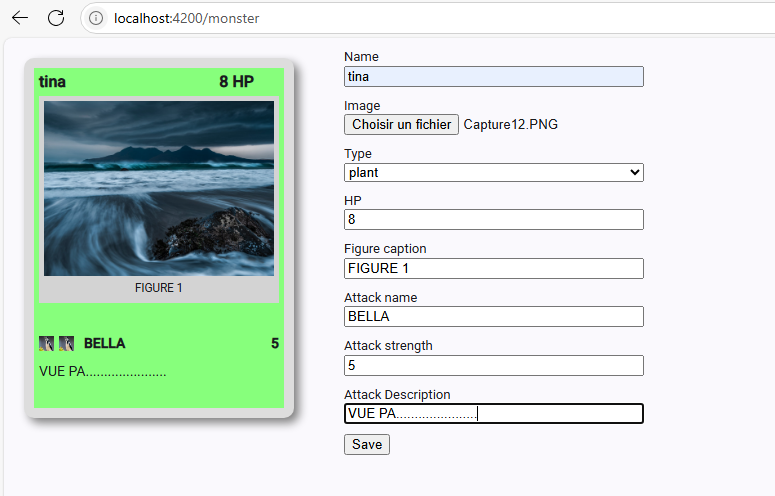 localhost:4200/monster
tina 8 HP
FIGURE 1
BELLA 5
VUE PA......................
Name
tina
Image
Choisir un fichier Capture12.PNG
Type
plant
HP
8
Figure caption
FIGURE 1
Attack name
BELLA
Attack strength
5
Attack Description
VUE PA......................
Save